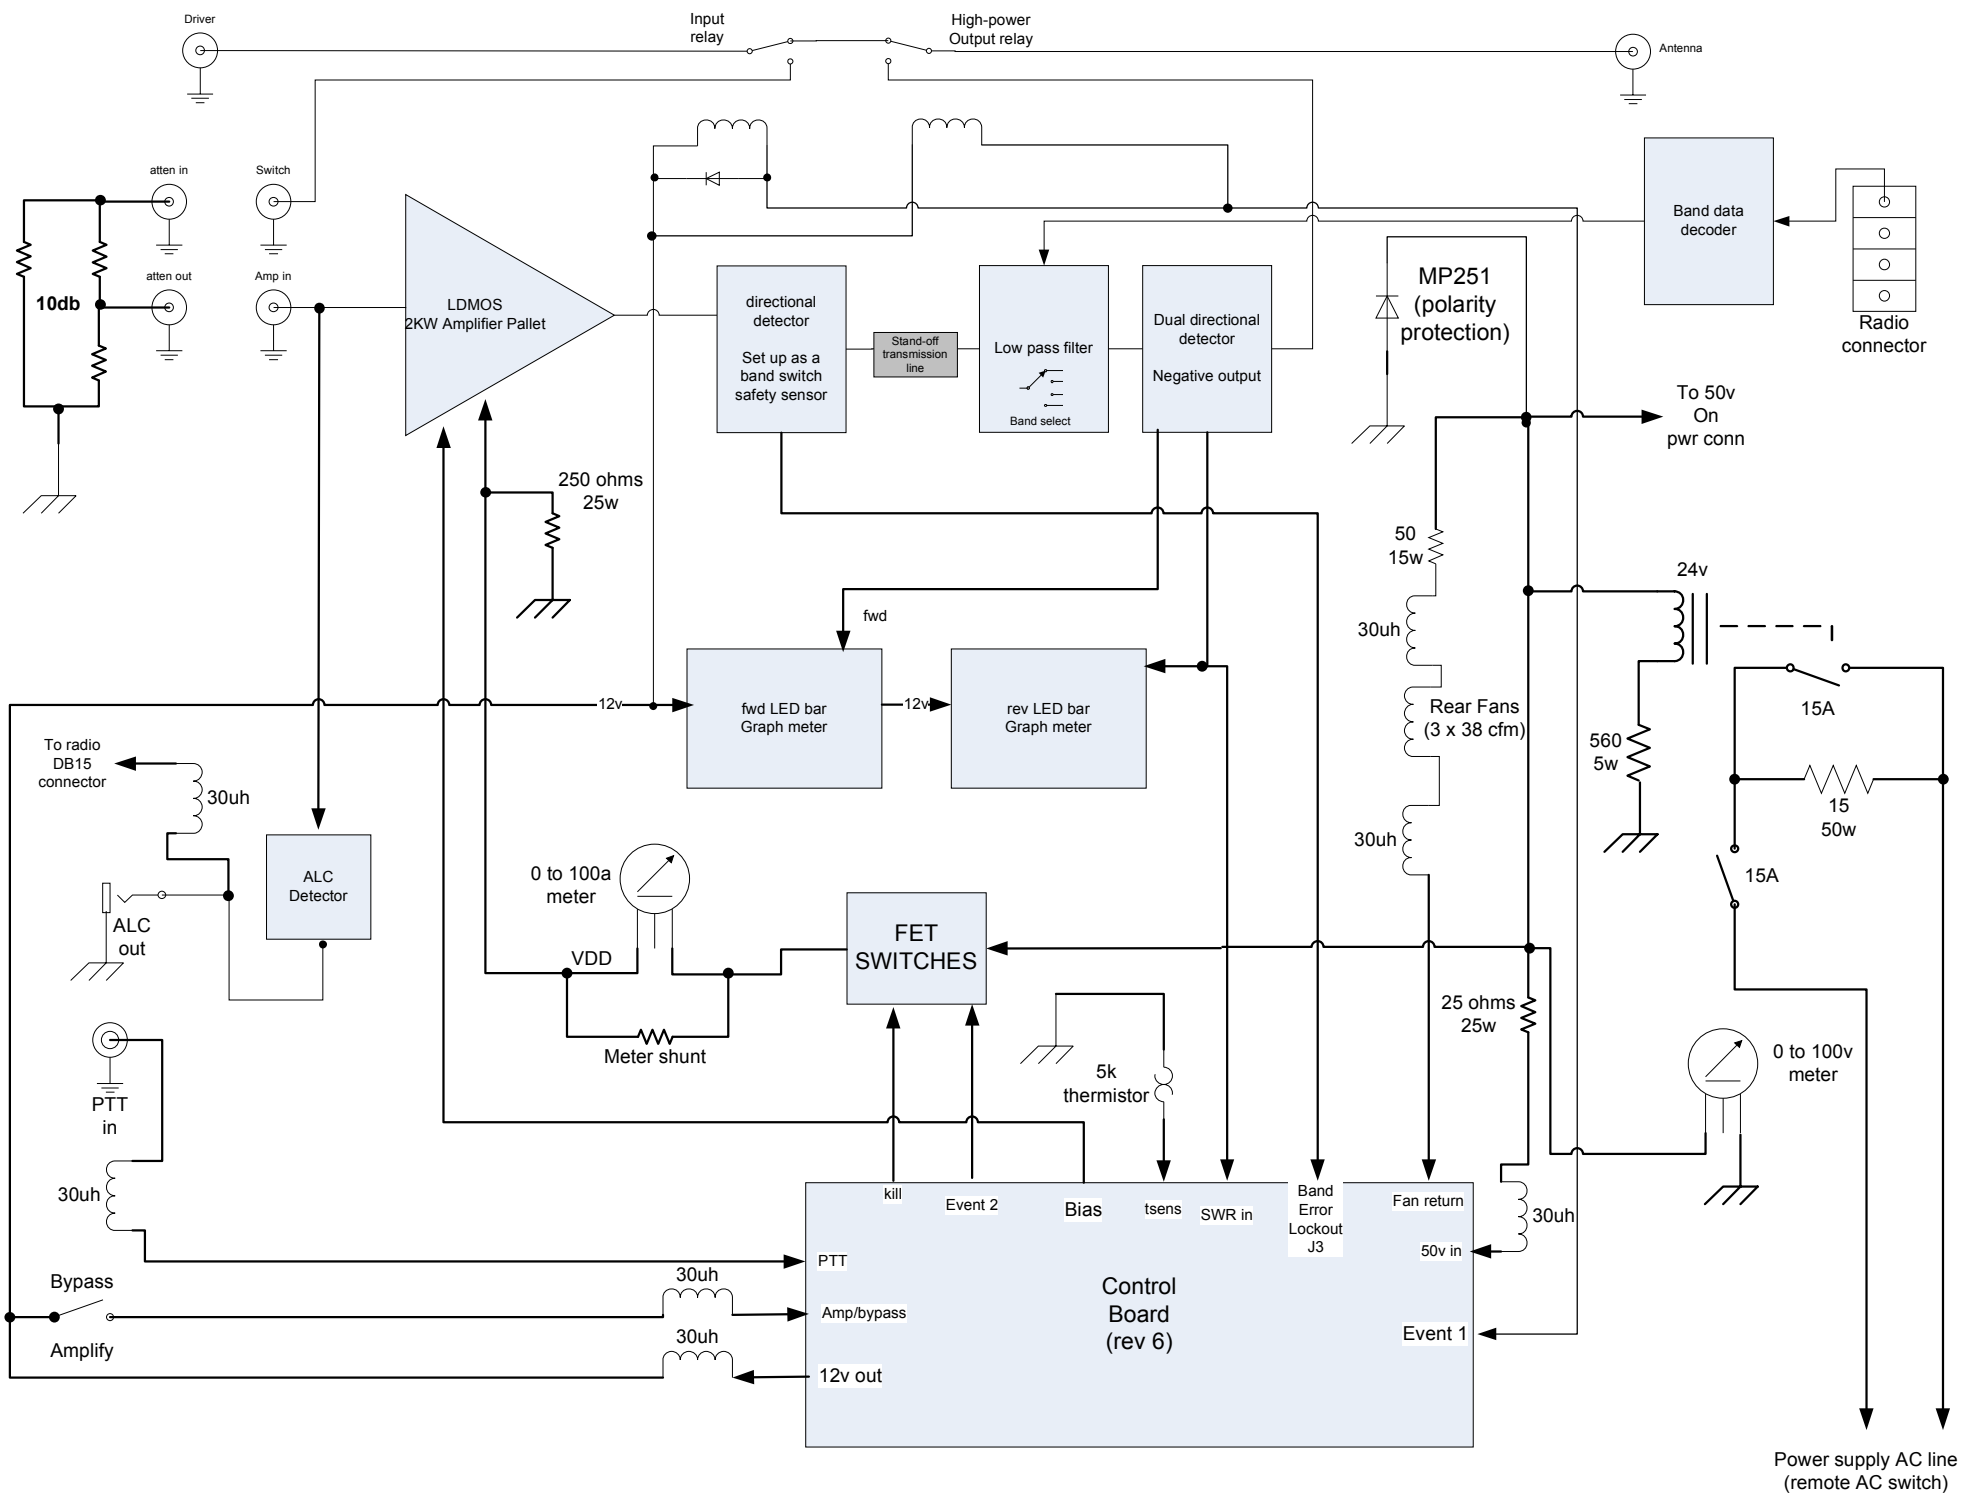 Driver
Input
relay
High-power
Output relay
Antenna
atten in
Switch
Band data
decoder
atten out
Amp in
10db
LDMOS
2KW Amplifier Pallet
directional
detector
Set up as a
band switch
safety sensor
Stand-off
transmission
line
Low pass filter
Band select
Dual directional
detector
Negative output
MP251
(polarity
protection)
Radio
connector
To 50v
On
pwr conn
250 ohms
25w
50
15w
24v
fwd
30uh
12v
fwd LED bar
Graph meter
12v
rev LED bar
Graph meter
Rear Fans
(3 x 38 cfm)
15A
560
5w
To radio
DB15
connector
30uh
15
50w
30uh
0 to 100a
meter
ALC
Detector
15A
ALC
out
FET
SWITCHES
VDD
25 ohms
25w
Meter shunt
5k
thermistor
0 to 100v
meter
PTT
in
30uh
kill
Event 2
Bias
tsens
SWR in
Band
Error
Lockout
J3
Fan return
30uh
50v in
PTT
Bypass
30uh
Amp/bypass
Control
Board
(rev 6)
Event 1
Amplify
30uh
12v out
Power supply AC line
(remote AC switch)